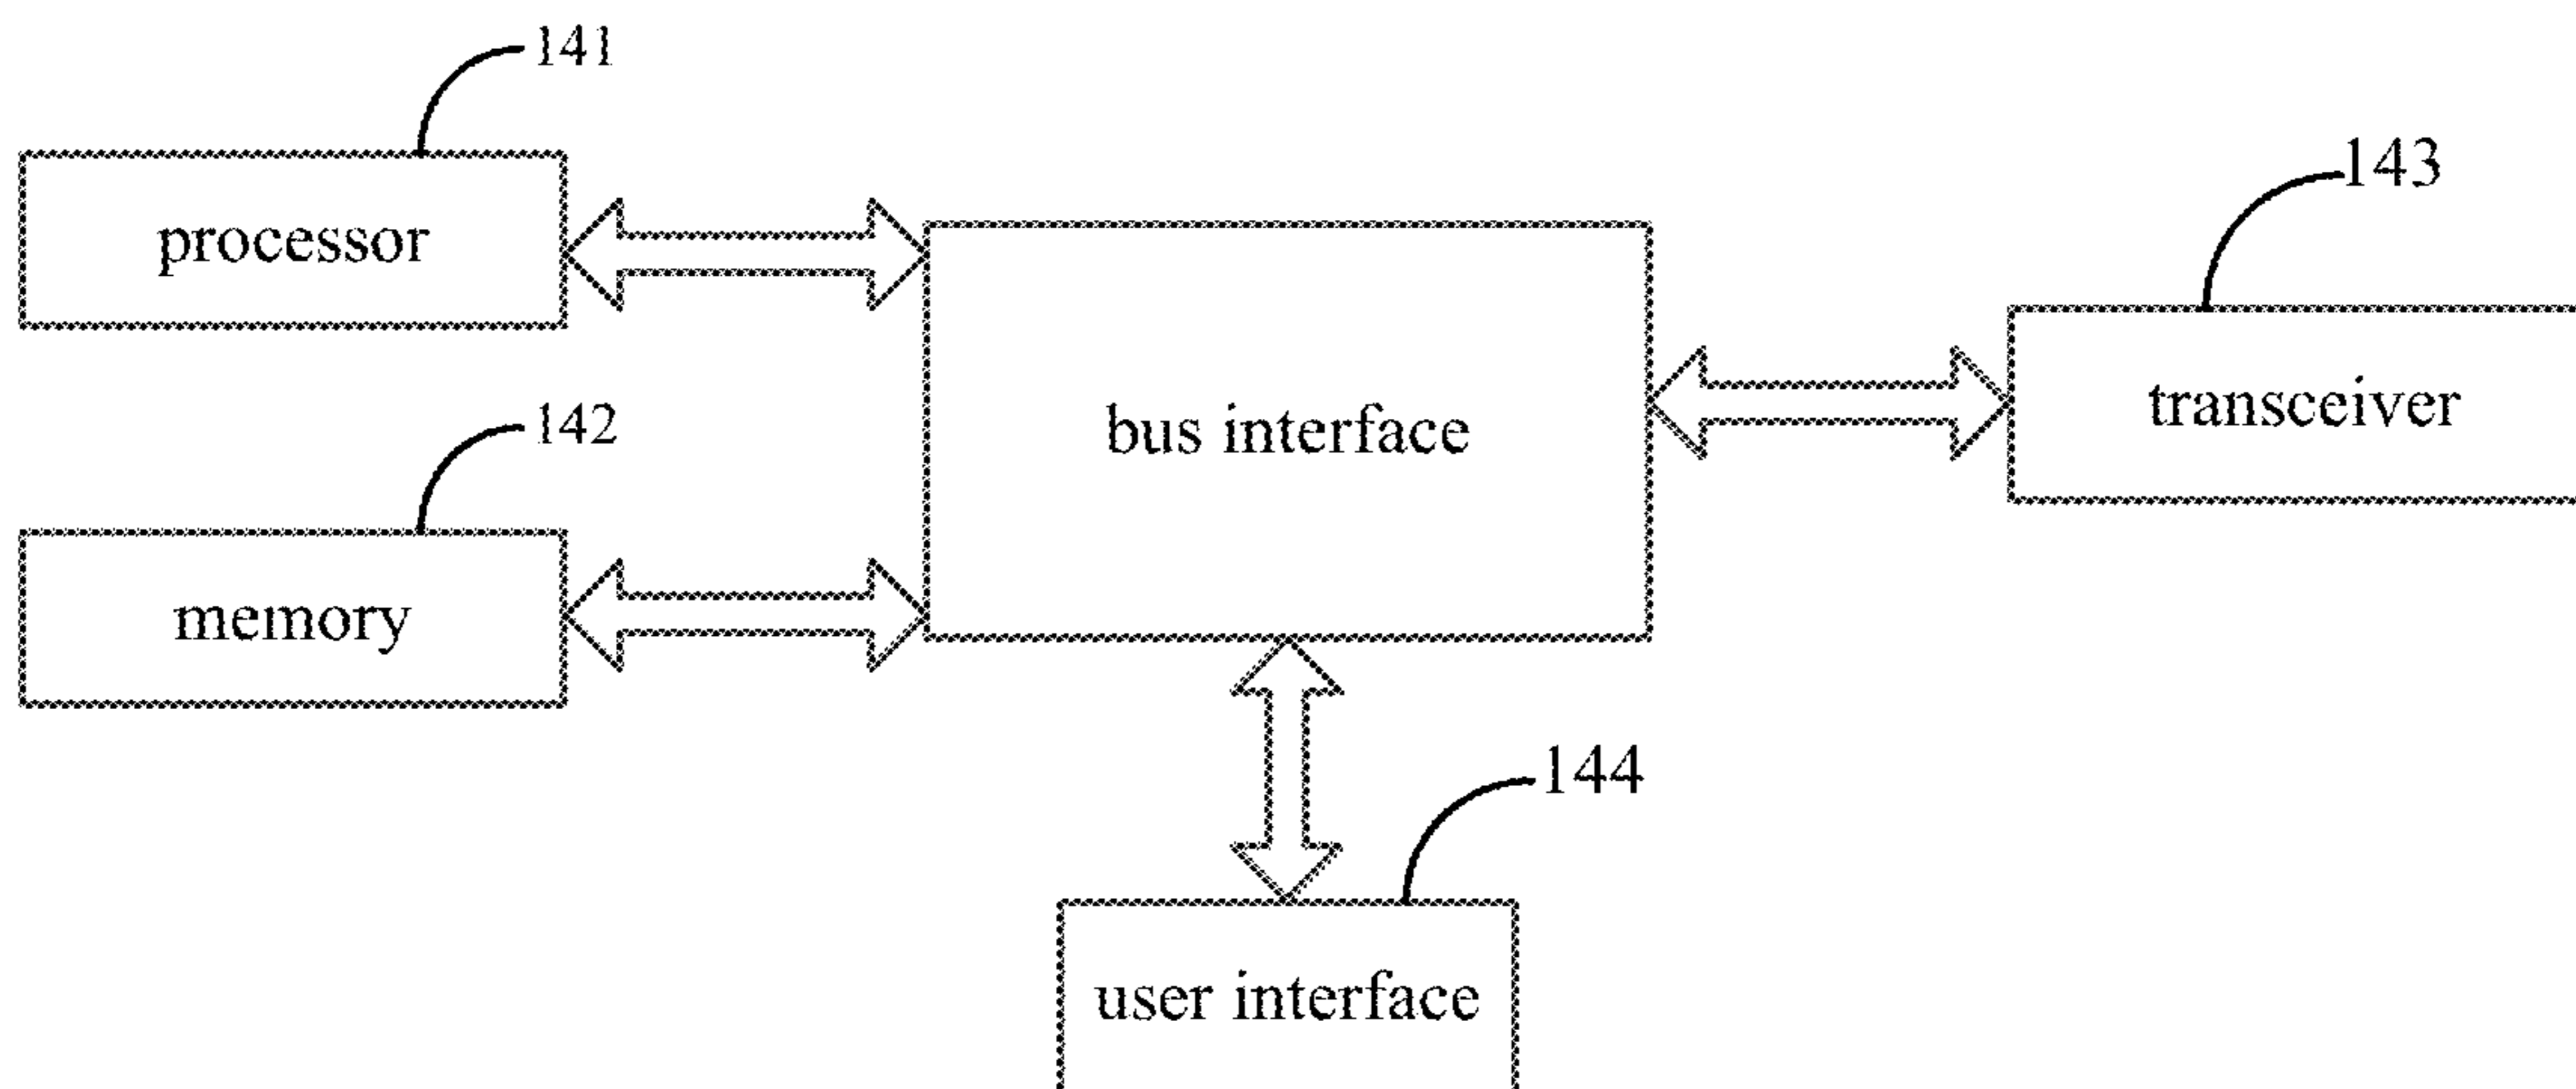 141
processor
143
bus interface
transceiver
142
memory
144
user interface